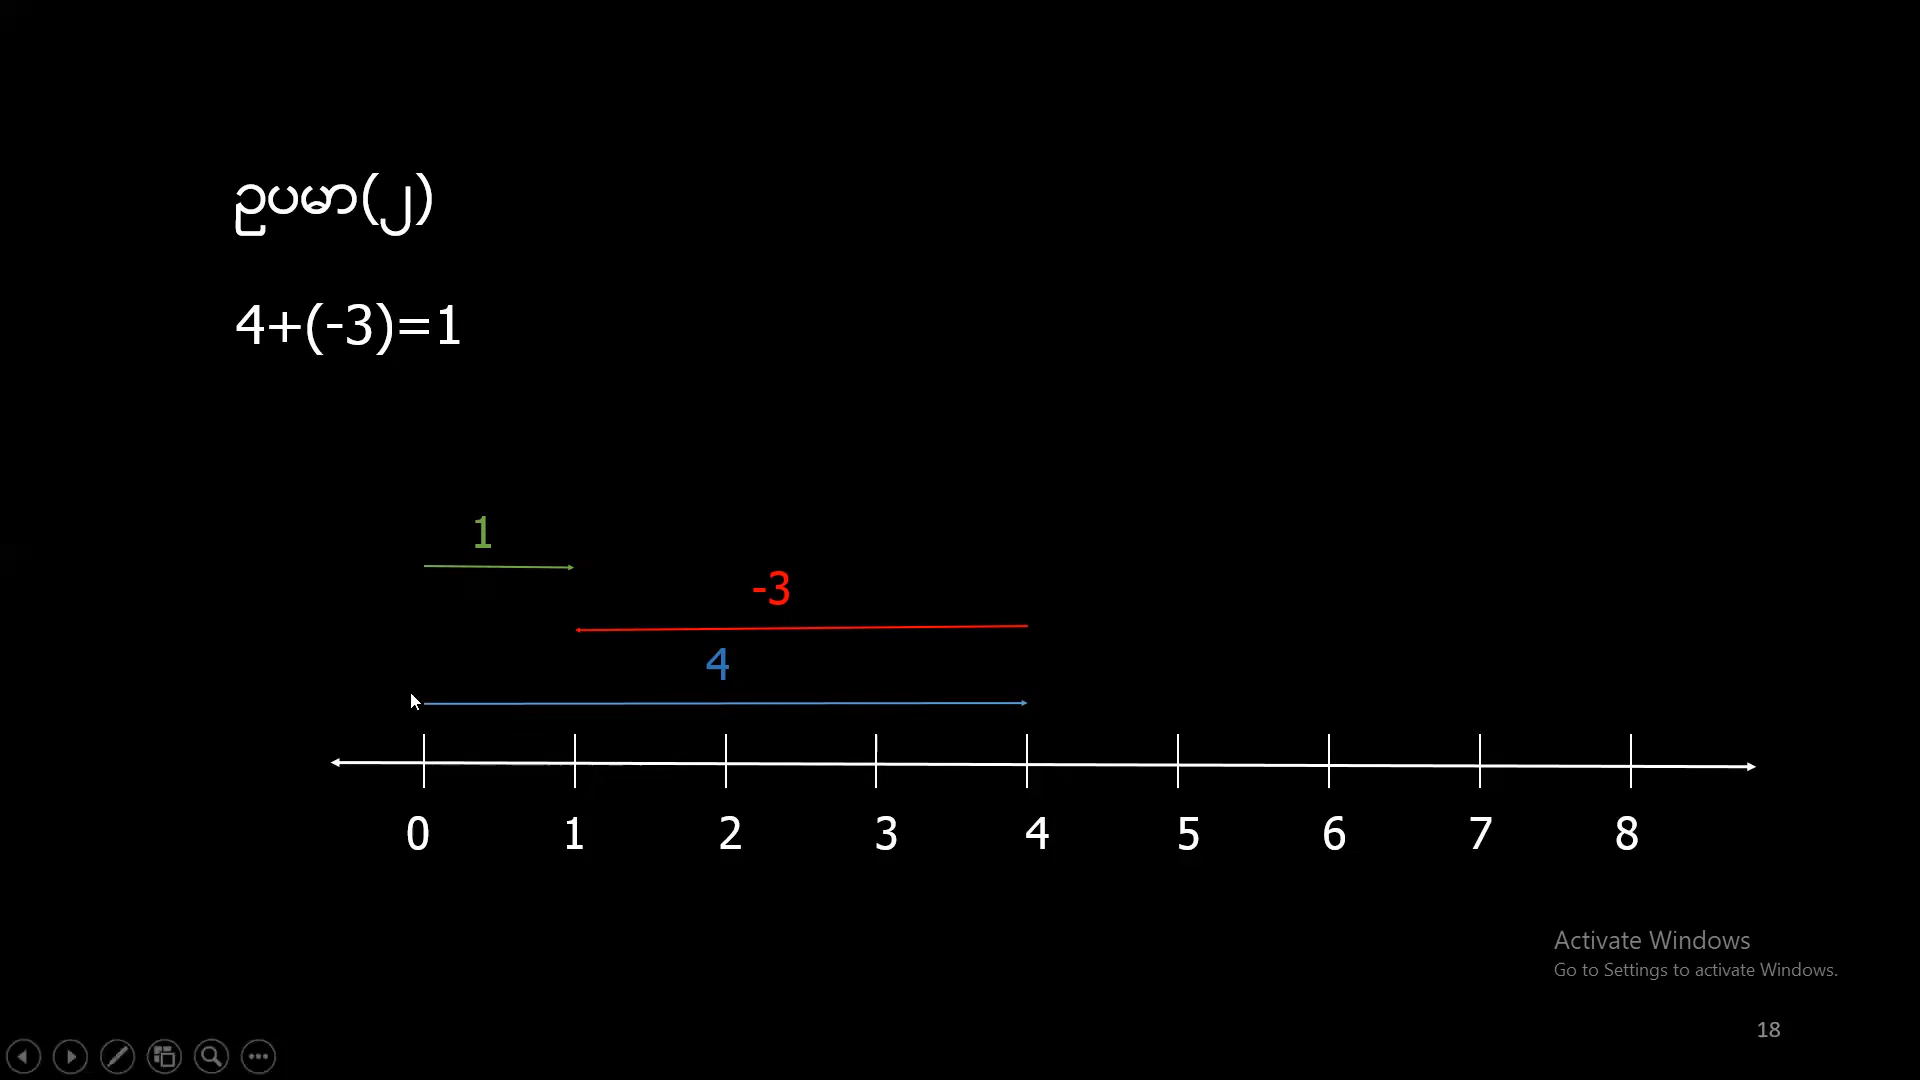 ဥပမာ(၂)
4+(-3)=1
1
-3
4
0 1 2 3 4 5 6 7 8
Activate Windows
Go to Settings to activate Windows.
18